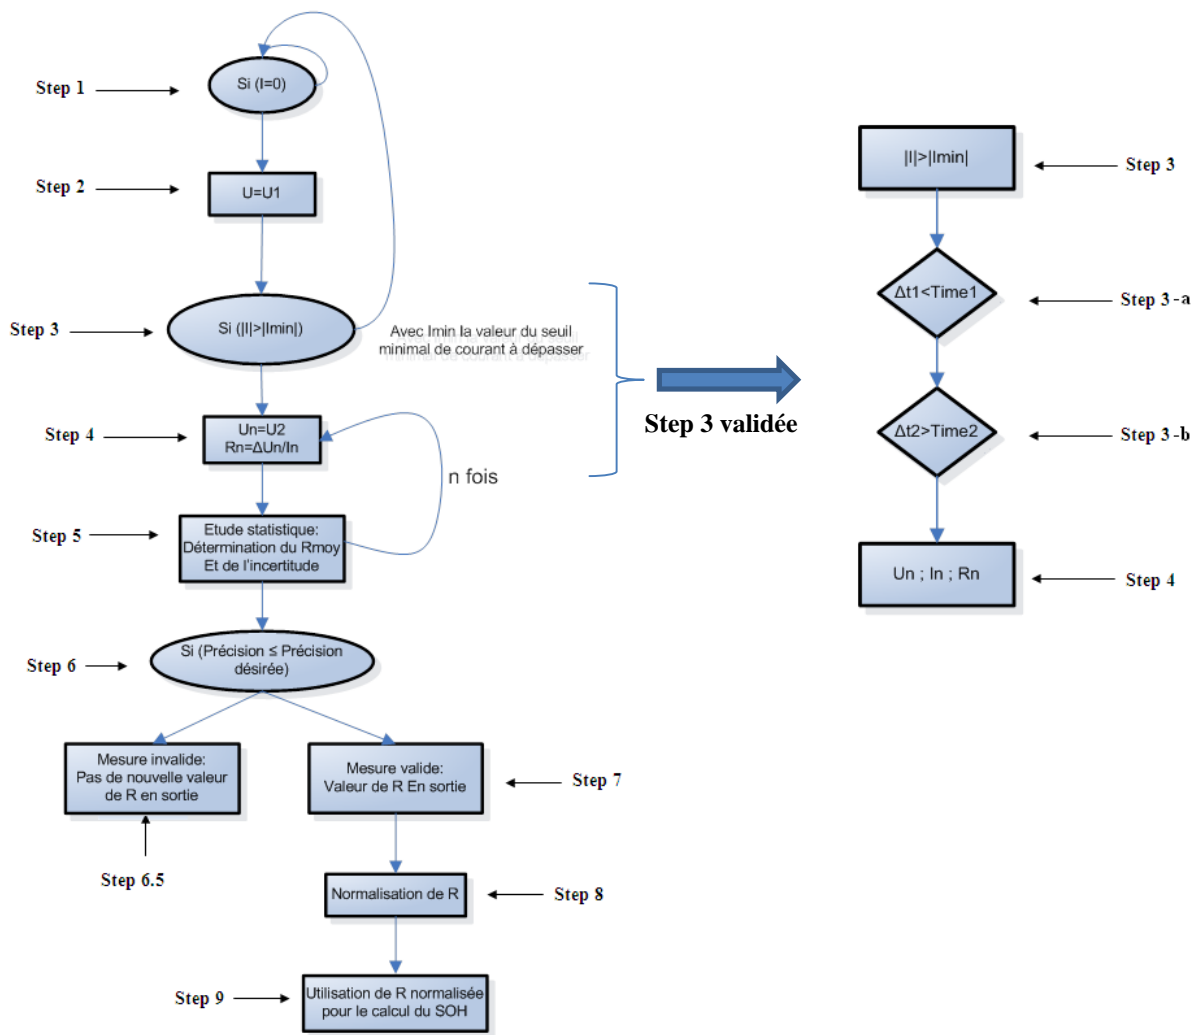 Step 1
Si (I=0)
Step 2
U=U1
Step 3
Si (|I|>|Imin|)
Avec Imin la valeur du seuil
minimal de courant à dépasser
Step 4
Un=U2
Rn=ΔUn/In
n fois
Step 5
Etude statistique:
Détermination du Rmoy
Et de l'incertitude
Step 6
Si (Précision ≤ Précision
désirée)
Mesure invalide:
Pas de nouvelle valeur
de R en sortie
Step 6.5
Mesure valide:
Valeur de R En sortie
Step 7
Normalisation de R
Step 8
Step 9
Utilisation de R normalisée
pour le calcul du SOH
Step 3 validée
|I|>|Imin|
Step 3
Δt1<Time1
Step 3-a
Δt2>Time2
Step 3-b
Un ; In ; Rn
Step 4